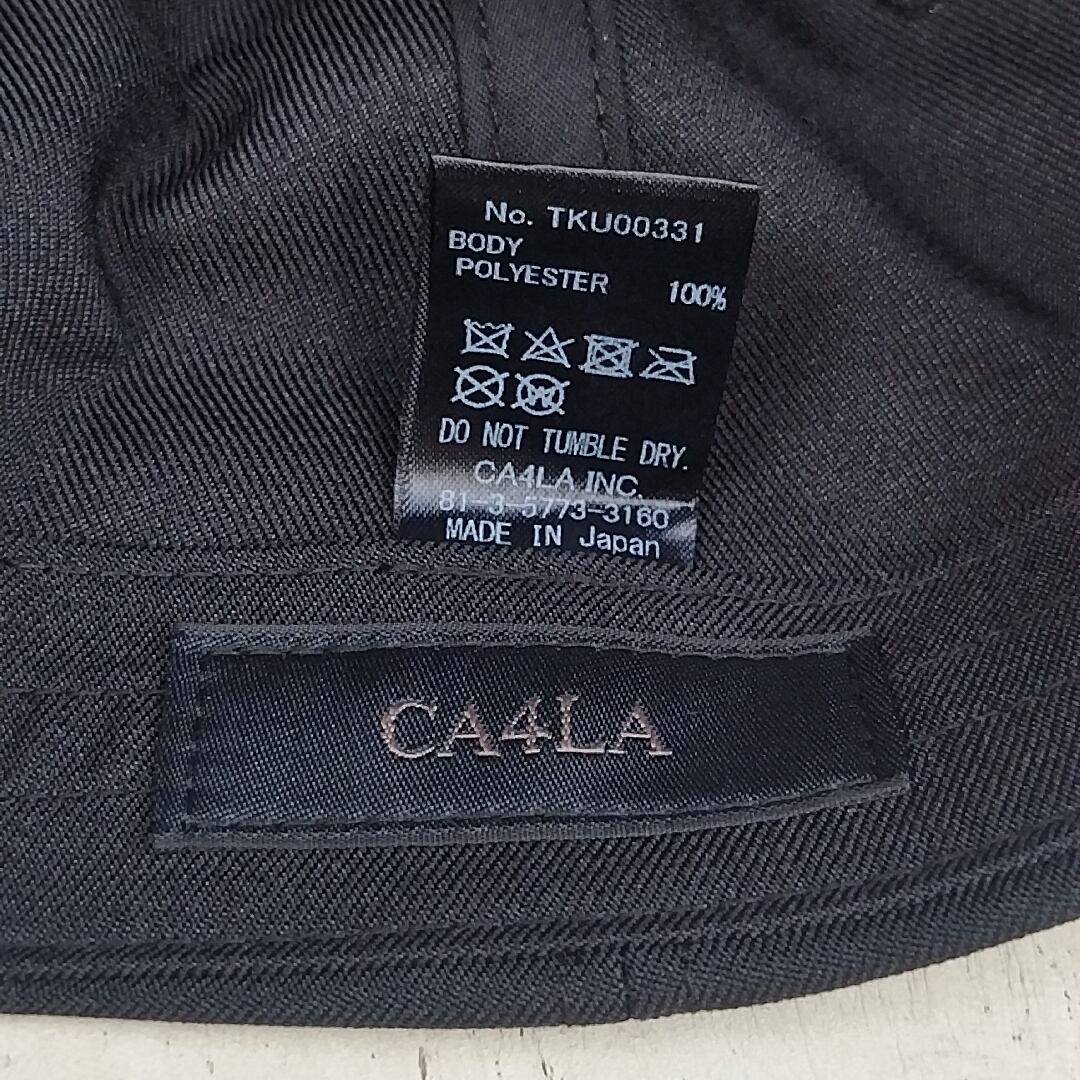 No. TKU00331
BODY
POLYESTER 100%
W
DO NOT TUMBLE DRY.
CA4LA INC.
81-3-5773-3160
MADE IN Japan
CA4LA